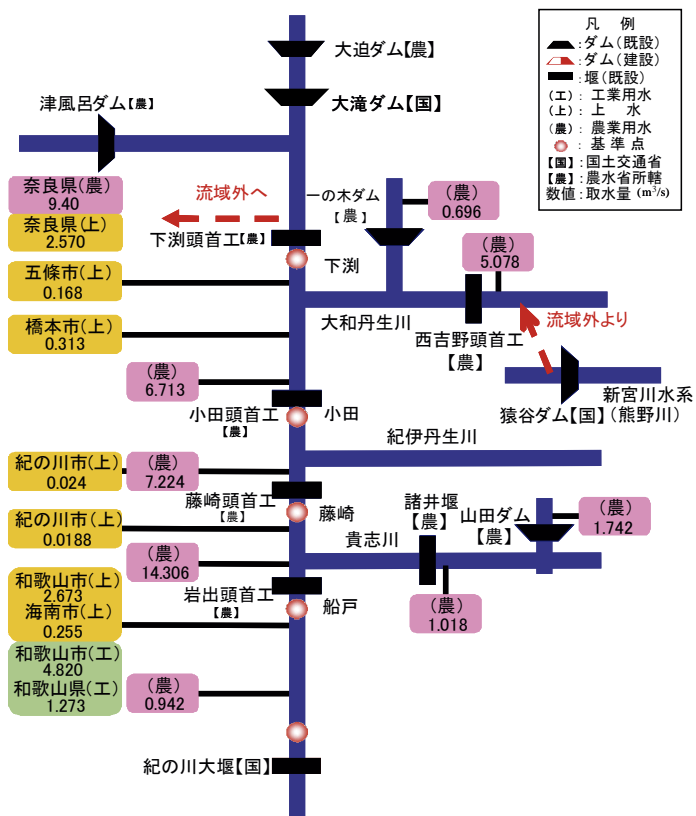 凡 例
:ダム(既設)
:ダム(建設)
:堰(既設)
(工):工業用水
(上):上 水
(農):農業用水
:基 準 点
【国】:国土交通省
【農】:農水省所轄
数値:取水量(m³/s)
大迫ダム【農】
大滝ダム【国】
津風呂ダム【農】
奈良県(農)
9.40
奈良県(上)
2.570
流域外へ
下渕頭首工【農】
下渕
一の木ダム
【農】
(農)
0.696
(農)
5.078
五條市(上)
0.168
大和丹生川
西吉野頭首工
【農】
流域外より
橋本市(上)
0.313
新宮川水系
(熊野川)
猿谷ダム【国】
(農)
6.713
小田頭首工
【農】
小田
紀伊丹生川
紀の川市(上)
0.024
(農)
7.224
藤崎頭首工
【農】
藤崎
諸井堰
【農】
山田ダム
【農】
(農)
1.742
紀の川市(上)
0.0188
貴志川
(農)
14.306
岩出頭首工
【農】
船戸
(農)
1.018
和歌山市(上)
2.673
海南市(上)
0.255
和歌山市(工)
4.820
和歌山県(工)
1.273
(農)
0.942
紀の川大堰【国】